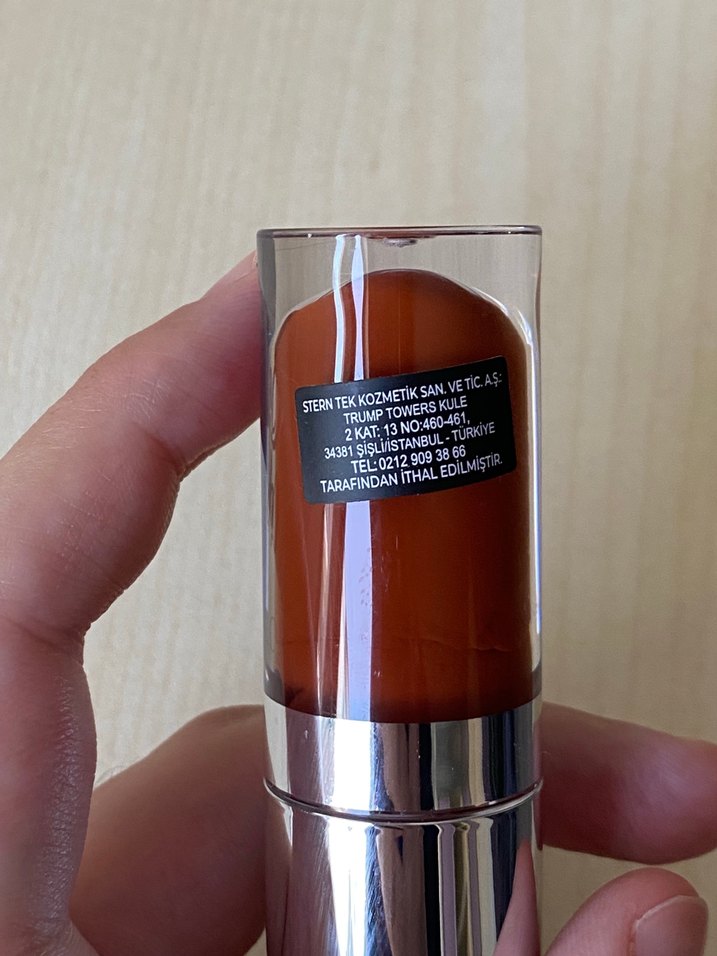 STERN TEK KOZMETİK SAN. VE TİC. A.Ş.:
TRUMP TOWERS KULE
2 KAT: 13 NO:460-461,
34381 ŞİŞLİ/İSTANBUL - TÜRKİYE
TEL:0212 909 38 66
TARAFINDAN İTHAL EDİLMİŞTİR.